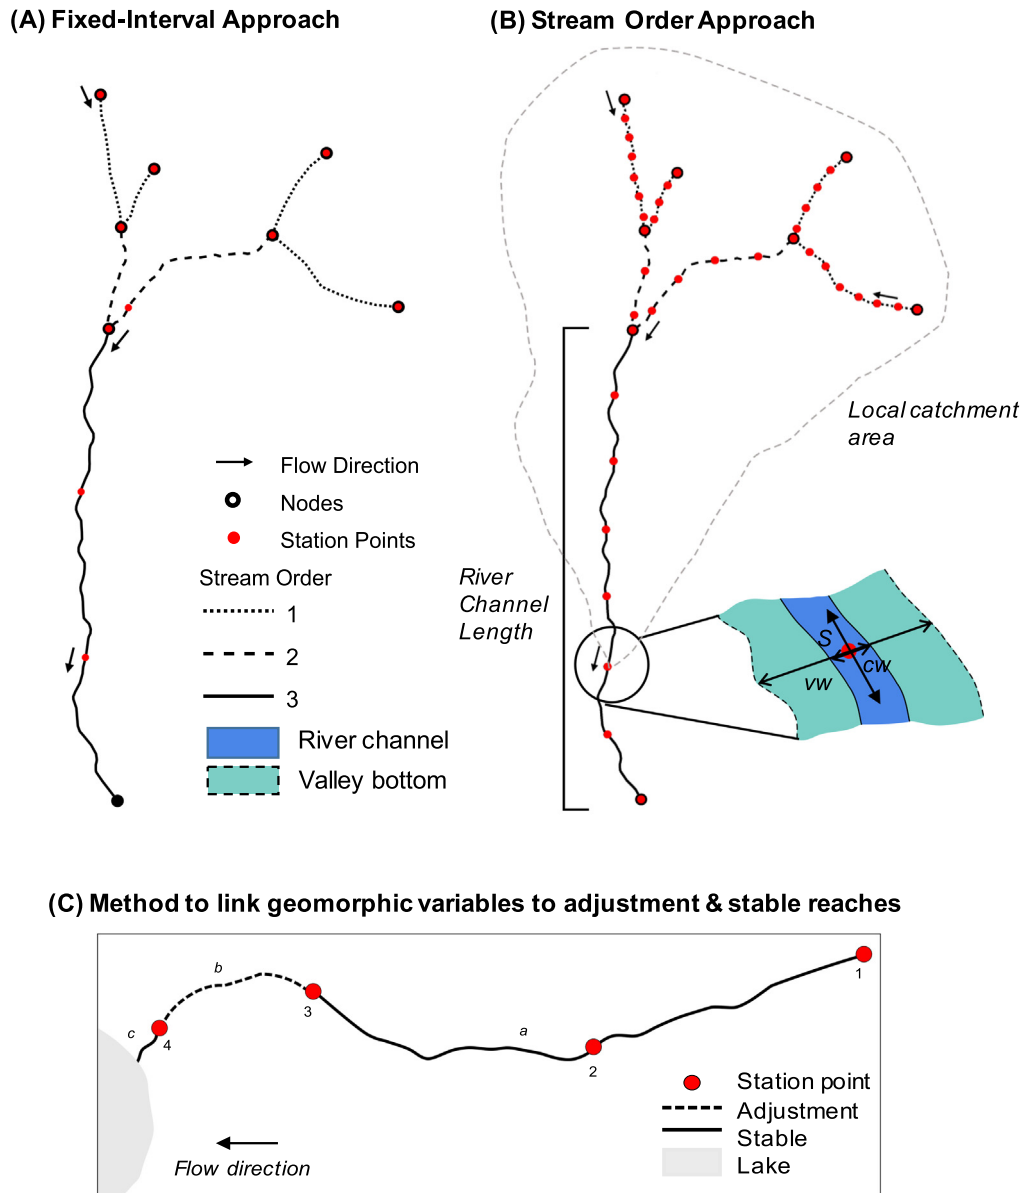 (A) Fixed-Interval Approach
(B) Stream Order Approach
Local catchment
area
Flow Direction
Nodes
Station Points
Stream Order
1
2
3
River channel
Valley bottom
River
Channel
Length
S
cw
vw
(C) Method to link geomorphic variables to adjustment & stable reaches
b
1
3
c
4
a
2
Station point
Adjustment
Stable
Lake
Flow direction